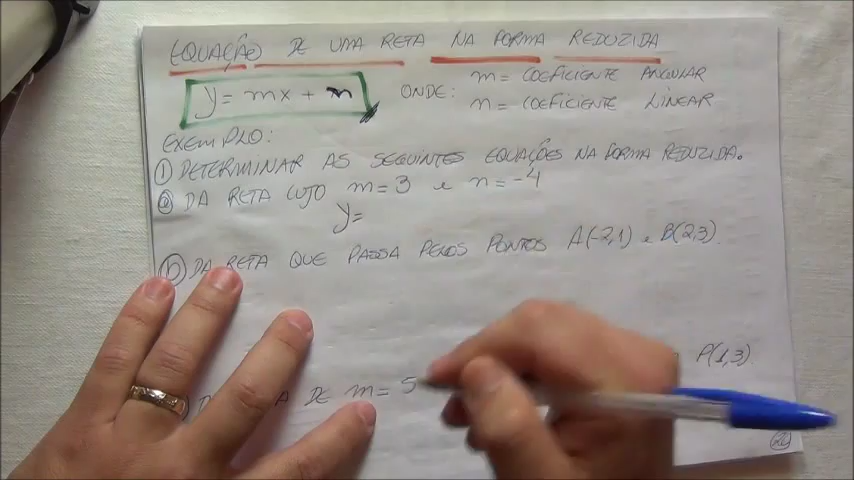 EQUAÇÃO DE UMA RETA NA FORMA REDUZIDA
y = mx + n ONDE: m = COEFICIENTE ANGULAR
n = COEFICIENTE LINEAR
EXEMPLO:
① DETERMINAR AS SEGUINTES EQUAÇÕES NA FORMA REDUZIDA.
ⓐ DA RETA CUJO m = 3 e n = -4
y =
ⓑ DA RETA QUE PASSA PELOS PONTOS A(-2,1) e B(2,3).
P(1,3).
DE m = 5